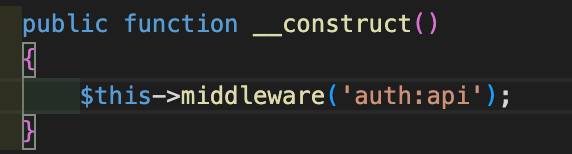 public function __construct()
{
    $this->middleware('auth:api');
}